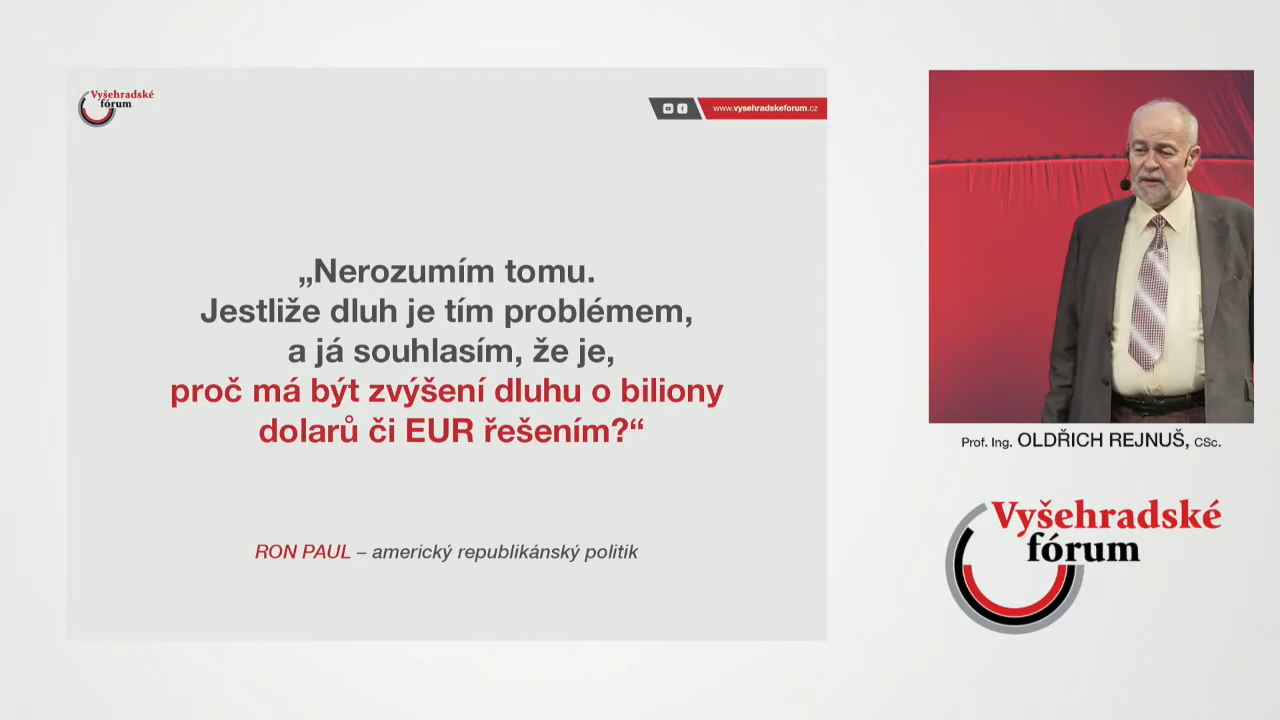 Vyšehradské
fórum
www.vysehradskeforum.cz
„Nerozumím tomu.
Jestliže dluh je tím problémem,
a já souhlasím, že je,
proč má být zvýšení dluhu o biliony
dolarů či EUR řešením?“
RON PAUL – americký republikánský politik
Prof. Ing. OLDŘICH REJNUŠ, CSc.
Vyšehradské
fórum